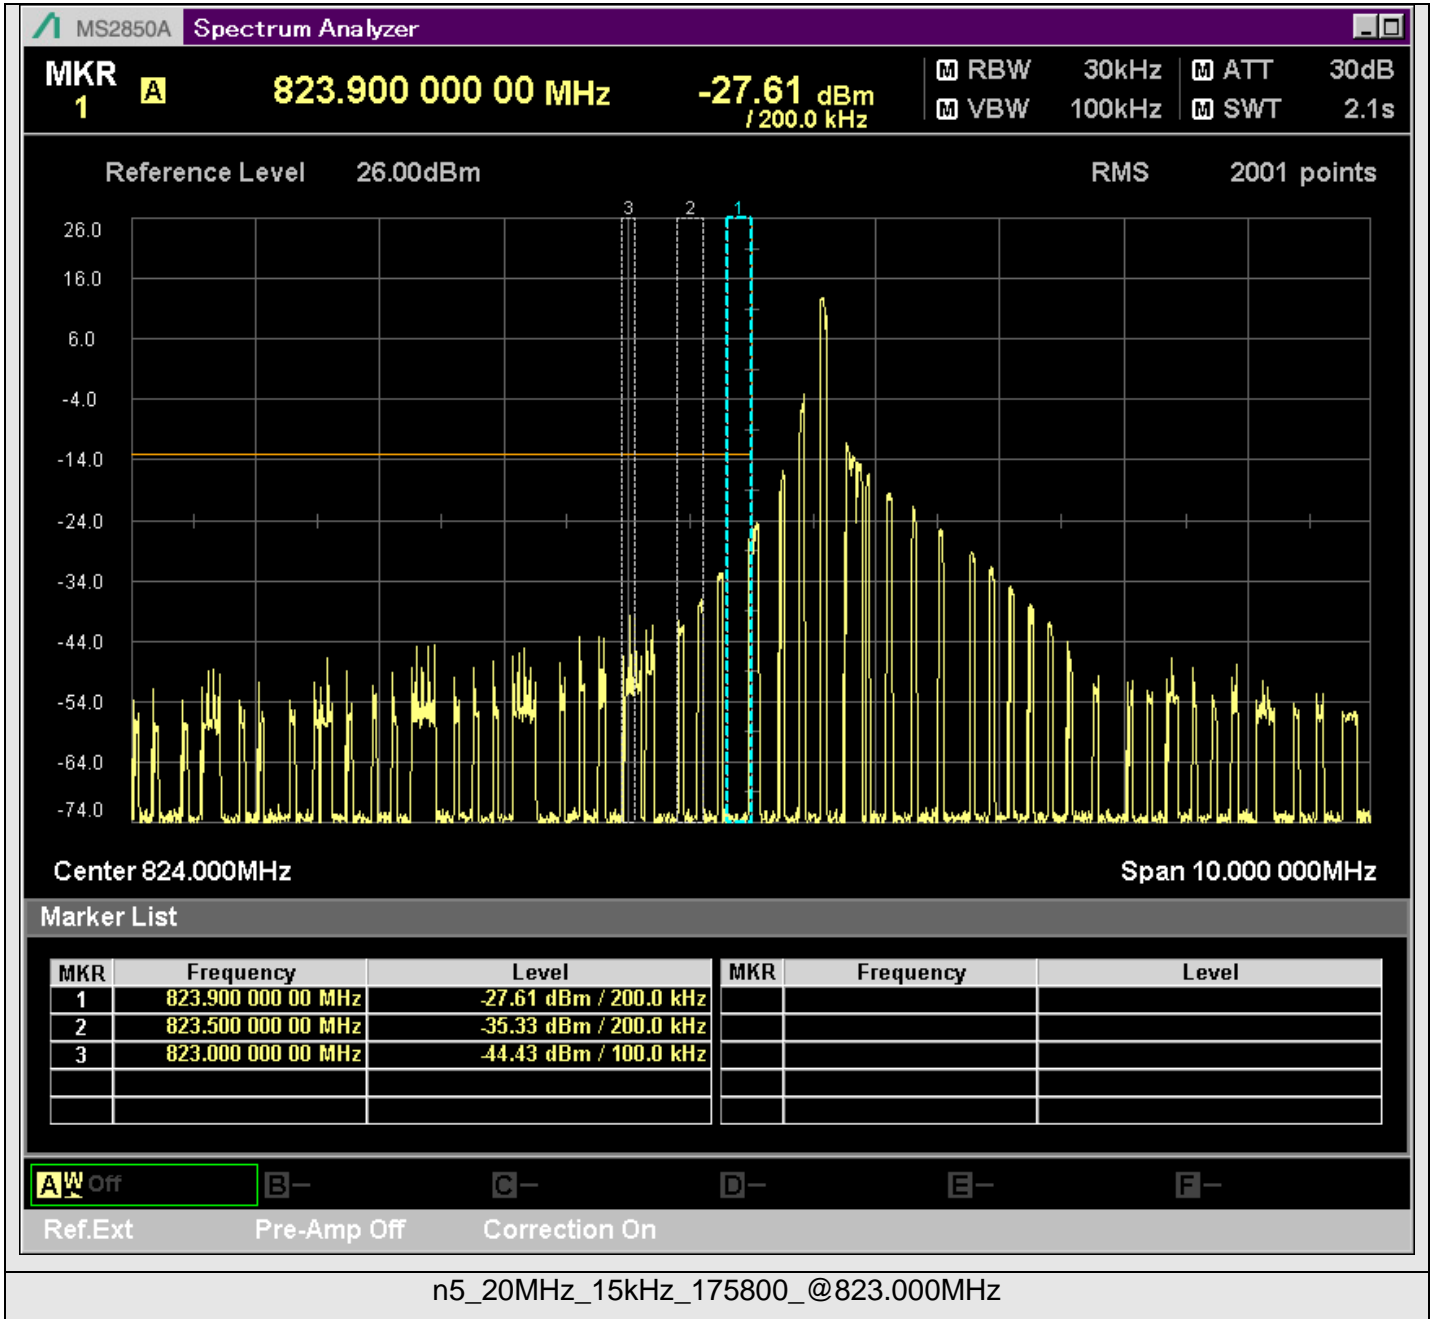 MS2850A Spectrum Analyzer
MKR 1 A 823.900 000 00 MHz -27.61 dBm / 200.0 kHz
M RBW 30kHz M ATT 30dB
M VBW 100kHz M SWT 2.1s
Reference Level 26.00dBm RMS 2001 points
3 2 1
26.0
16.0
6.0
-4.0
-14.0
-24.0
-34.0
-44.0
-54.0
-64.0
-74.0
Center 824.000MHz Span 10.000 000MHz
Marker List
MKR Frequency Level MKR Frequency Level
1 823.900 000 00 MHz -27.61 dBm / 200.0 kHz
2 823.500 000 00 MHz -35.33 dBm / 200.0 kHz
3 823.000 000 00 MHz -44.43 dBm / 100.0 kHz
A W Off B – C – D – E – F –
Ref.Ext Pre-Amp Off Correction On
n5_20MHz_15kHz_175800_@823.000MHz